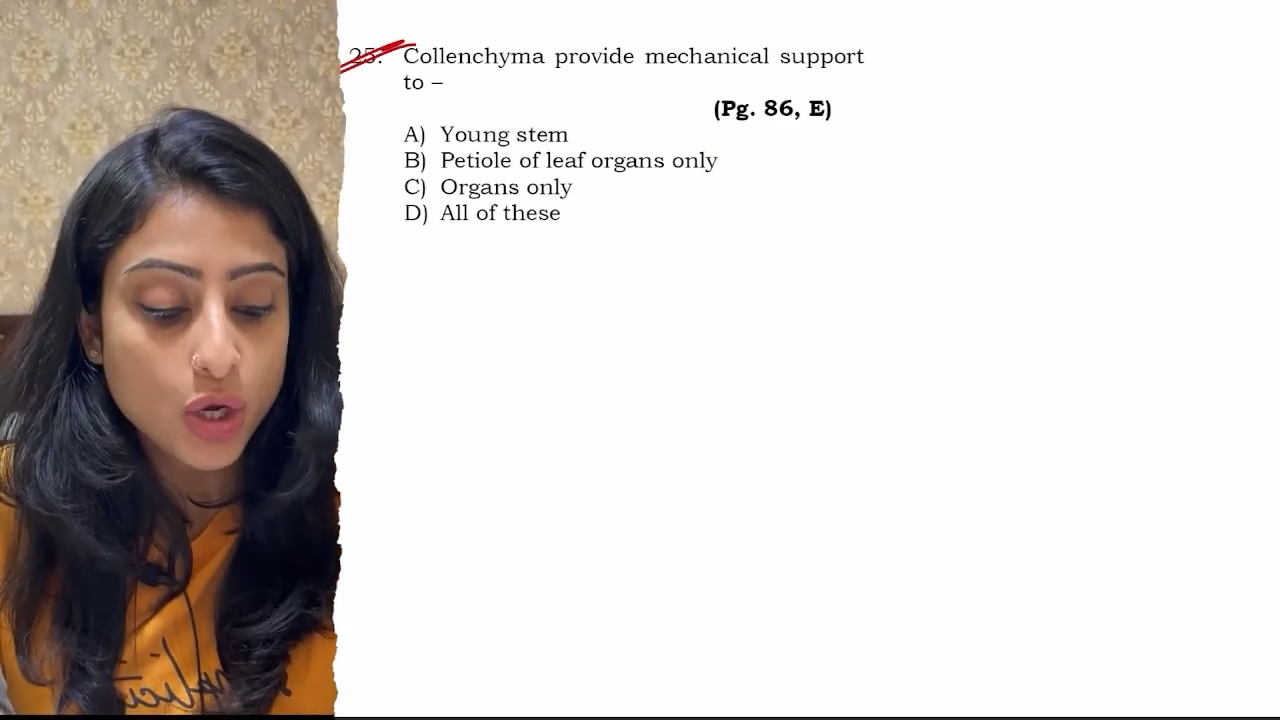 25. Collenchyma provide mechanical support
to –
(Pg. 86, E)
A) Young stem
B) Petiole of leaf organs only
C) Organs only
D) All of these